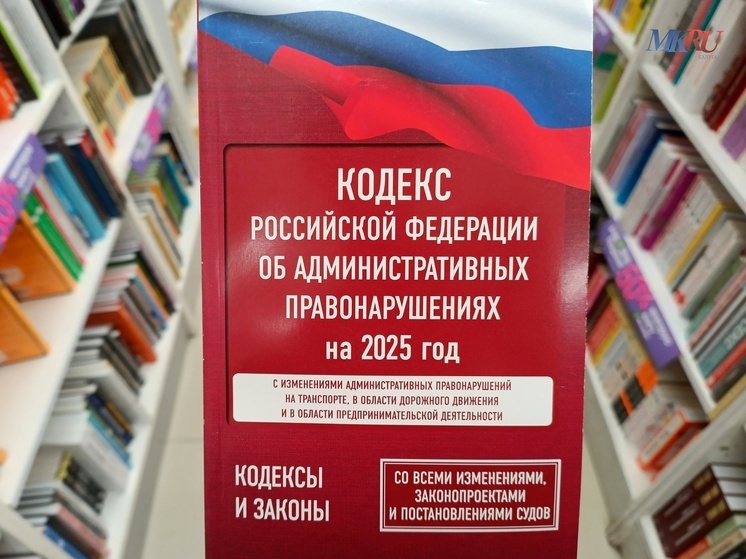 MKRU
КОДЕКС
РОССИЙСКОЙ ФЕДЕРАЦИИ
ОБ АДМИНИСТРАТИВНЫХ
ПРАВОНАРУШЕНИЯХ
на 2025 год
С ИЗМЕНЕНИЯМИ АДМИНИСТРАТИВНЫХ ПРАВОНАРУШЕНИЙ
НА ТРАНСПОРТЕ, В ОБЛАСТИ ДОРОЖНОГО ДВИЖЕНИЯ
И В ОБЛАСТИ ПРЕДПРИНИМАТЕЛЬСКОЙ ДЕЯТЕЛЬНОСТИ
КОДЕКСЫ
И ЗАКОНЫ
СО ВСЕМИ ИЗМЕНЕНИЯМИ,
ЗАКОНОПРОЕКТАМИ
И ПОСТАНОВЛЕНИЯМИ СУДОВ